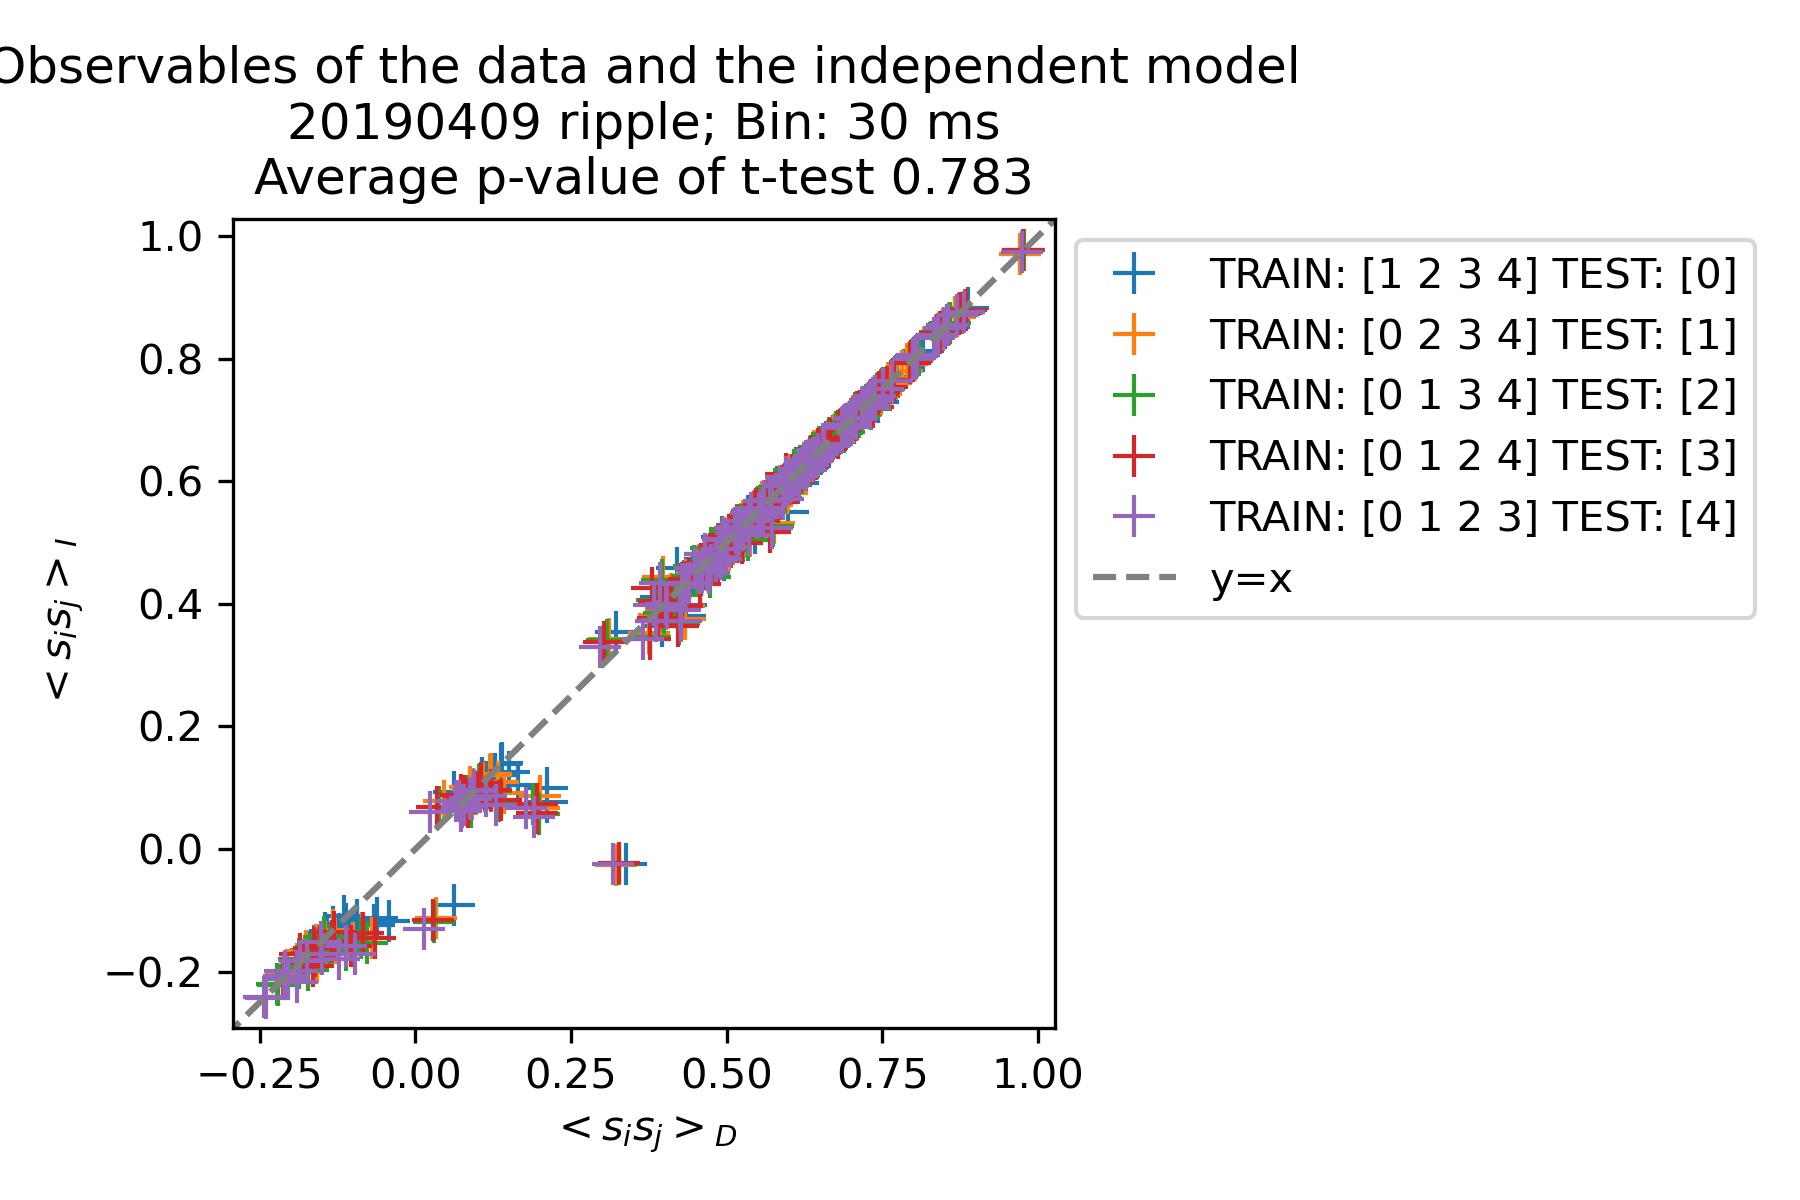 Observables of the data and the independent model
20190409 ripple; Bin: 30 ms
Average p-value of t-test 0.783
1.0
0.8
0.6
0.4
0.2
0.0
−0.2
< s_i s_j >_I
−0.25 0.00 0.25 0.50 0.75 1.00
< s_i s_j >_D
TRAIN: [1 2 3 4] TEST: [0]
TRAIN: [0 2 3 4] TEST: [1]
TRAIN: [0 1 3 4] TEST: [2]
TRAIN: [0 1 2 4] TEST: [3]
TRAIN: [0 1 2 3] TEST: [4]
y=x